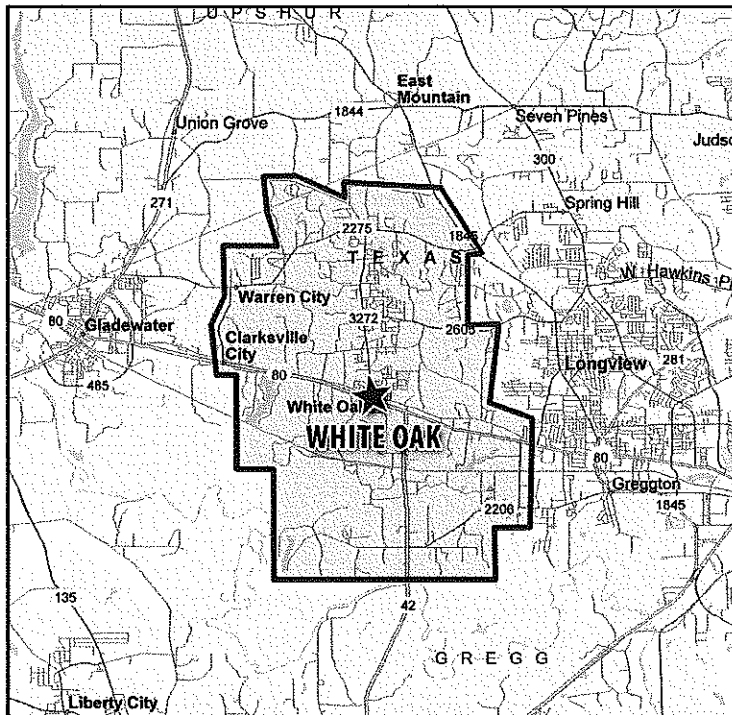 UPSHUR
East
Mountain
1844
Union Grove
Seven Pines
Judso
300
271
Spring Hill
2275
1845
TEXAS
W Hawkins P
Warren City
80
Gladewater
3272
2605
Clarksville
City
Longview
281
485
80
White Oak
WHITE OAK
80
Greggton
2206
1845
135
42
GREGG
Liberty City